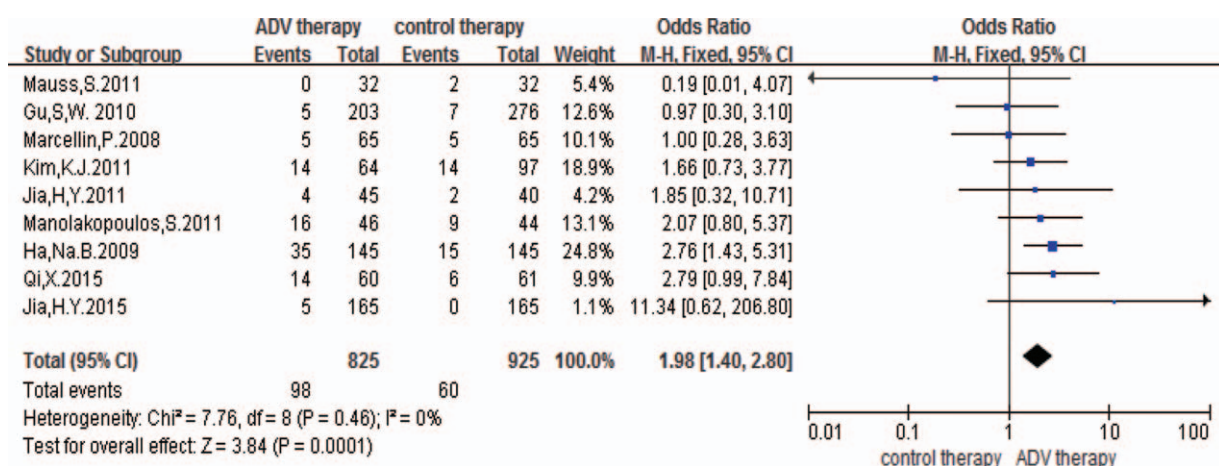 ADV therapy control therapy Odds Ratio Odds Ratio
Study or Subgroup Events Total Events Total Weight M-H, Fixed, 95% CI M-H, Fixed, 95% CI
Mauss,S.2011 0 32 2 32 5.4% 0.19 [0.01, 4.07]
Gu,S,W. 2010 5 203 7 276 12.6% 0.97 [0.30, 3.10]
Marcellin,P.2008 5 65 5 65 10.1% 1.00 [0.28, 3.63]
Kim,K.J.2011 14 64 14 97 18.9% 1.66 [0.73, 3.77]
Jia,H,Y.2011 4 45 2 40 4.2% 1.85 [0.32, 10.71]
Manolakopoulos,S.2011 16 46 9 44 13.1% 2.07 [0.80, 5.37]
Ha,Na.B.2009 35 145 15 145 24.8% 2.76 [1.43, 5.31]
Qi,X.2015 14 60 6 61 9.9% 2.79 [0.99, 7.84]
Jia,H.Y.2015 5 165 0 165 1.1% 11.34 [0.62, 206.80]
Total (95% CI) 825 925 100.0% 1.98 [1.40, 2.80]
Total events 98 60
Heterogeneity: Chi² = 7.76, df = 8 (P = 0.46); I² = 0%
Test for overall effect: Z = 3.84 (P = 0.0001)
0.01 0.1 1 10 100
control therapy ADV therapy